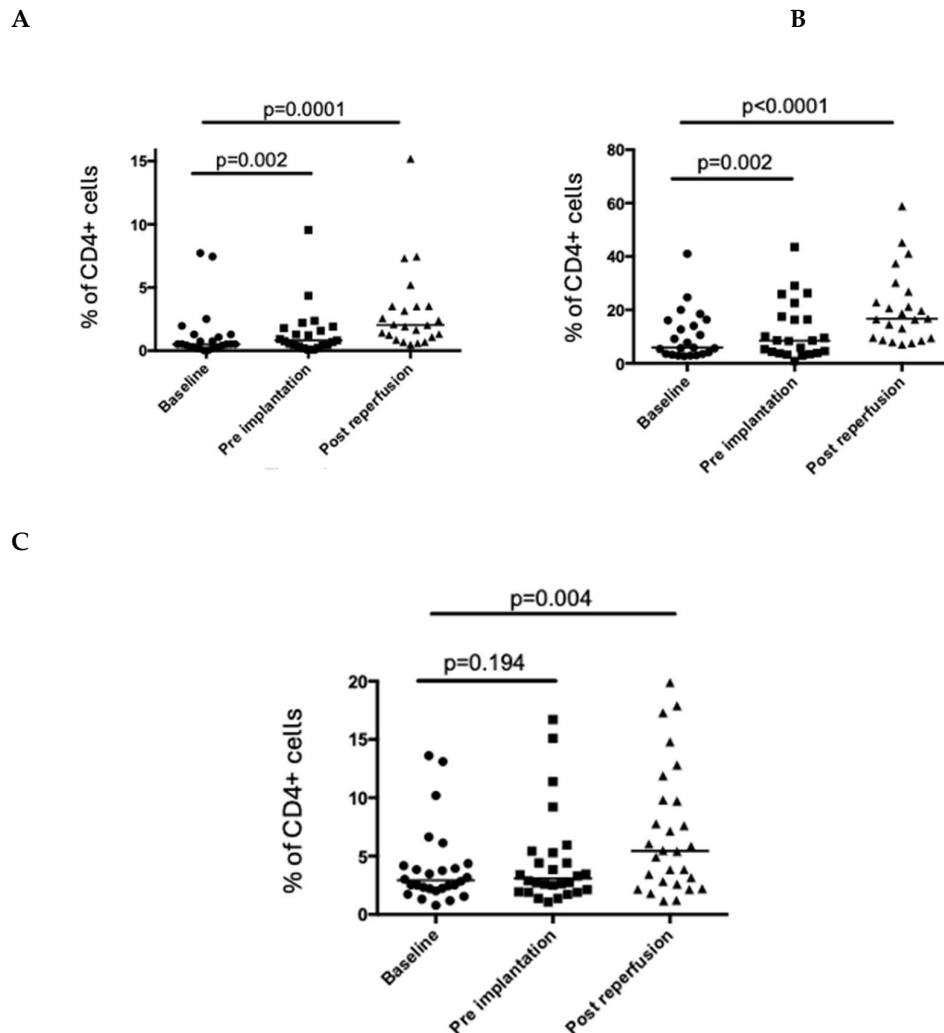 A
B
p=0.0001
p=0.002
% of CD4+ cells
15
10
5
0
Baseline
Pre implantation
Post reperfusion
p<0.0001
p=0.002
% of CD4+ cells
80
60
40
20
0
Baseline
Pre implantation
Post reperfusion
C
p=0.004
p=0.194
% of CD4+ cells
20
15
10
5
0
Baseline
Pre implantation
Post reperfusion